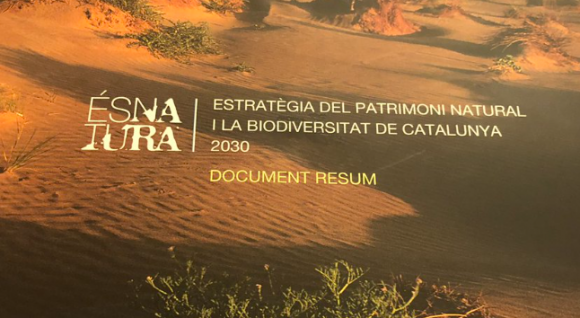 ÉSNA
TURA
ESTRATÈGIA DEL PATRIMONI NATURAL
I LA BIODIVERSITAT DE CATALUNYA
2030
DOCUMENT RESUM